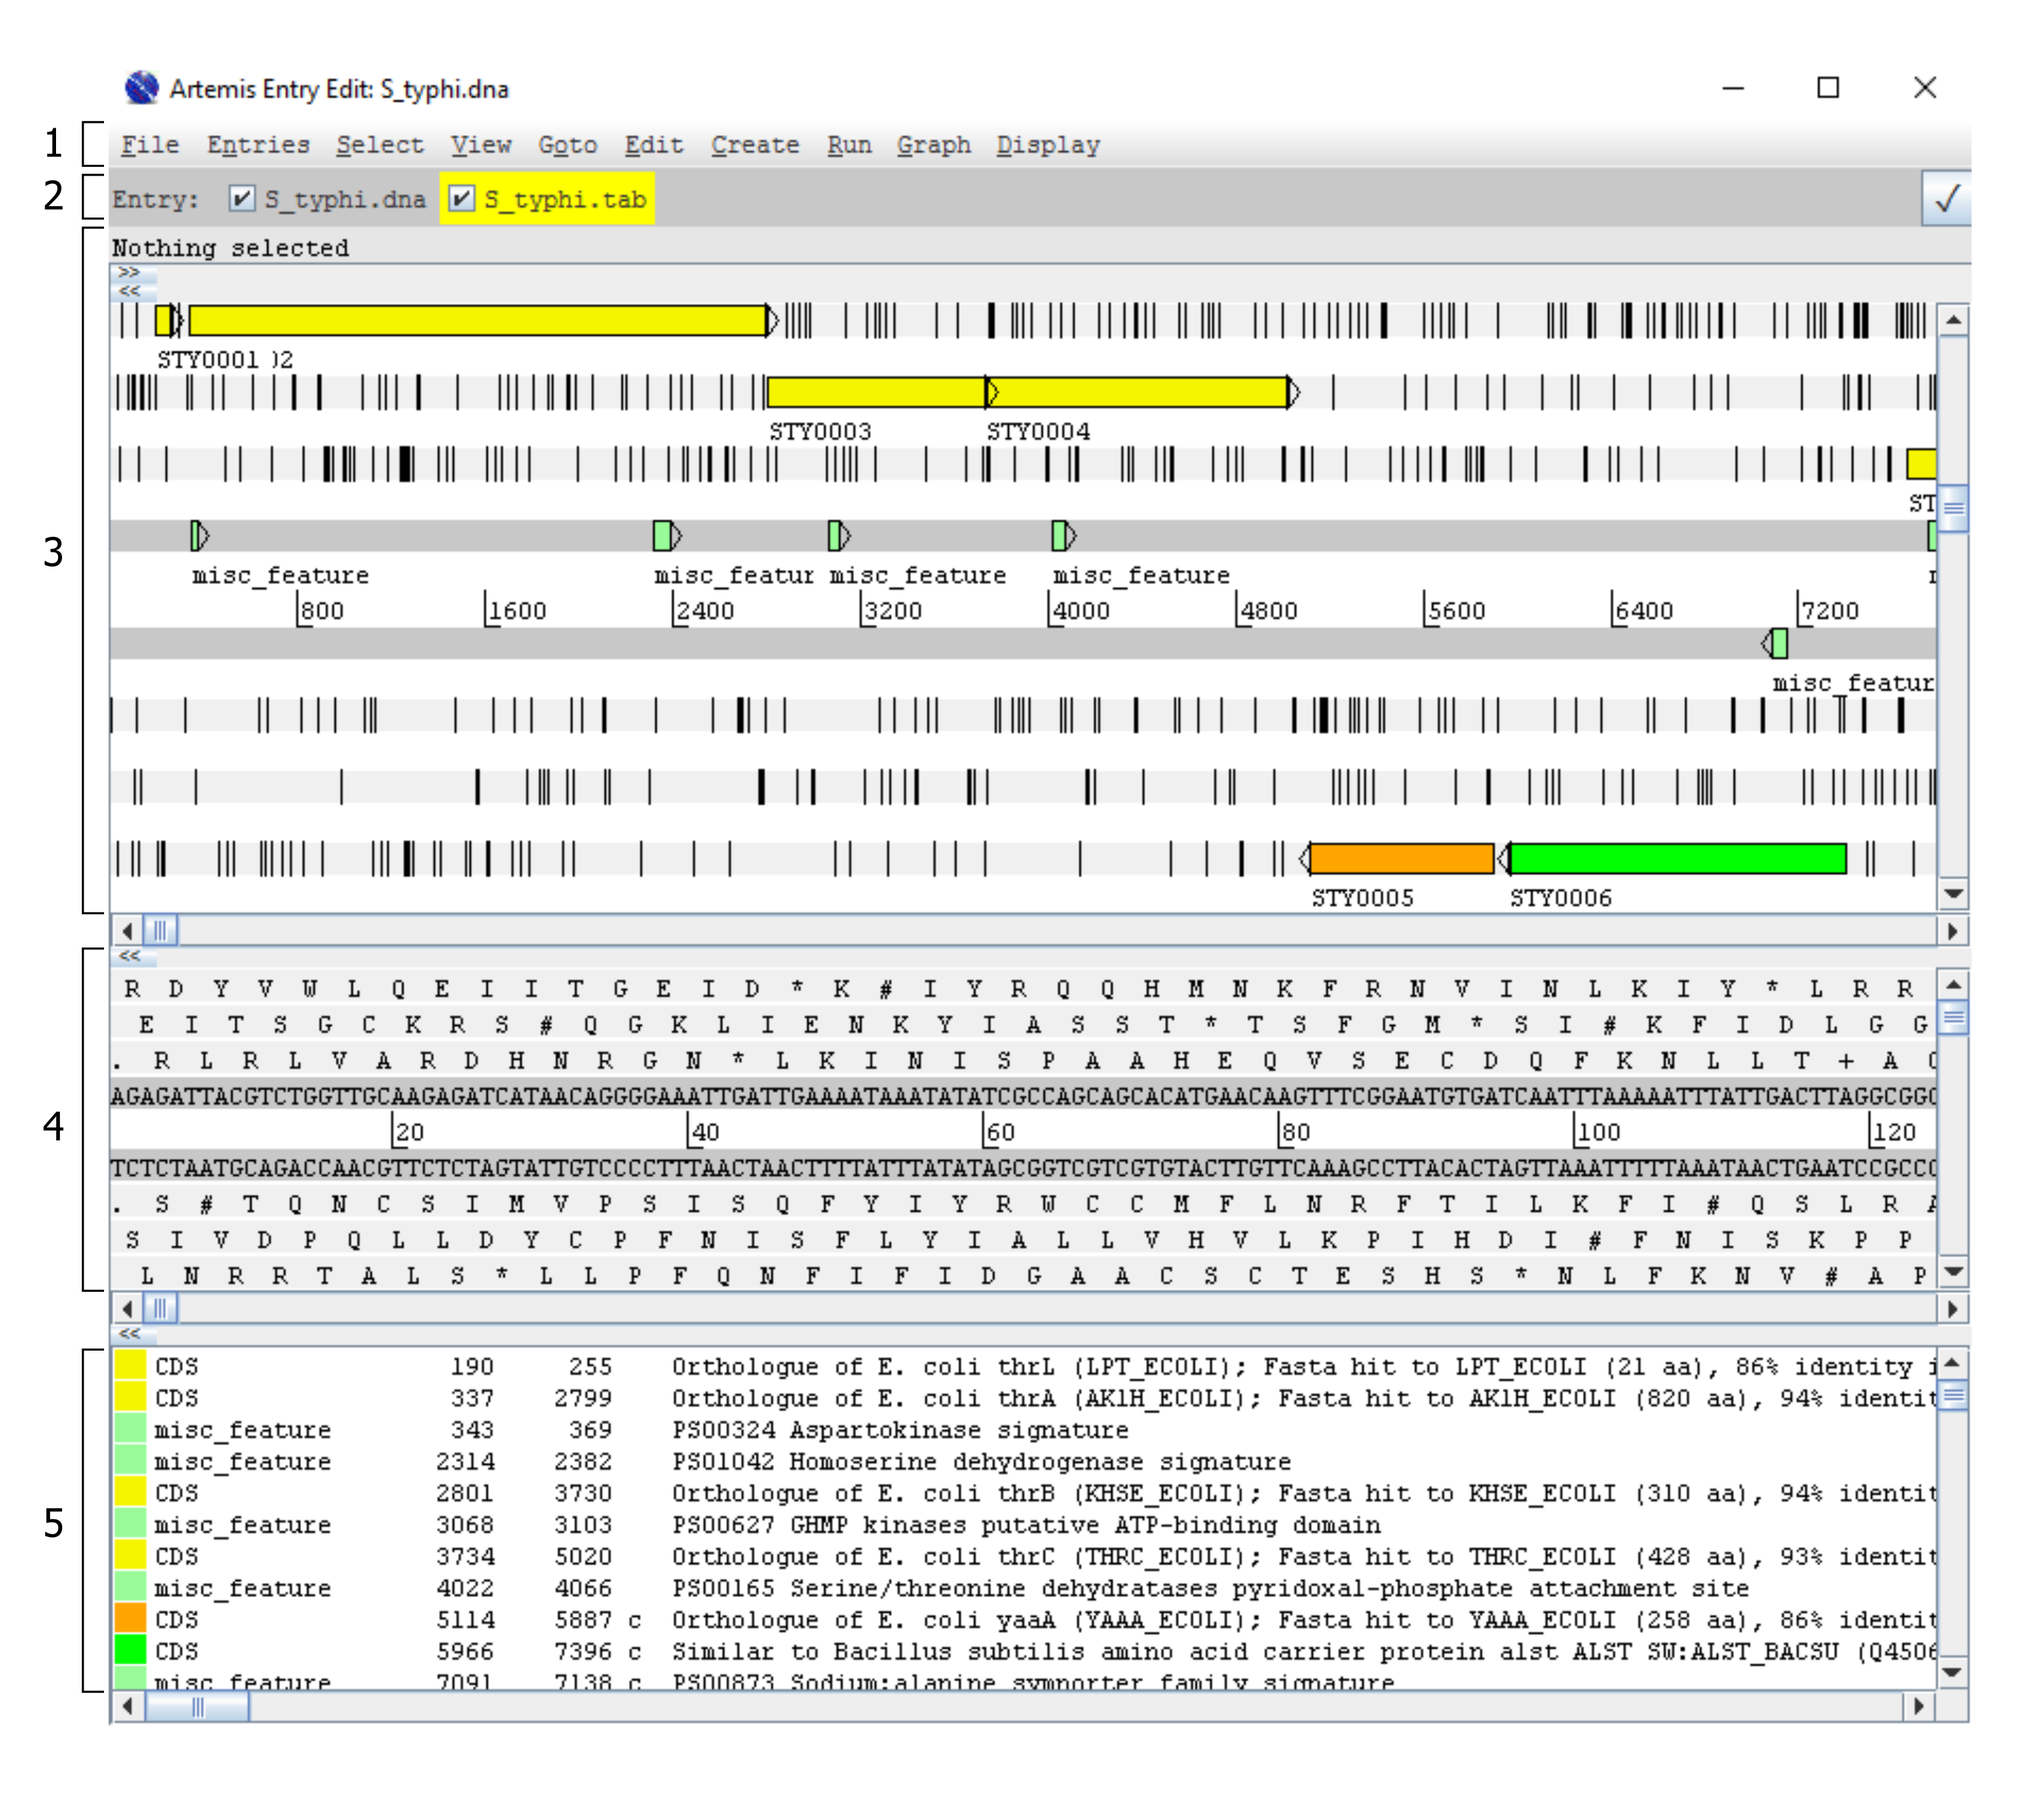 Artemis Entry Edit: S_typhi.dna
1
File Entries Select View Goto Edit Create Run Graph Display
2
Entry: S_typhi.dna S_typhi.tab
Nothing selected
>>
<<
STY0001 )2
STY0003 STY0004
ST
3
misc_feature misc_featur misc_feature misc_feature
800 1600 2400 3200 4000 4800 5600 6400 7200
misc_featur
STY0005 STY0006
<<
R D Y V W L Q E I I T G E I D * K # I Y R Q Q H M N K F R N V I N L K I Y * L R R
E I T S G C K R S # Q G K L I E N K Y I A S S T * T S F G M * S I # K F I D L G G
. R L R L V A R D H N R G N * L K I N I S P A A H E Q V S E C D Q F K N L L T + A
AGAGATTACGTCTGGTTGCAAGAGATCATAACAGGGGAAATTGATTGAAAATAAATATATCGCCAGCAGCACATGAACAAGTTTCGGAATGTGATCAATTTAAAAATTTATTGACTTAGGCGGG
4
20 40 60 80 100 120
TCTCTAATGCAGACCAACGTTCTCTAGTATTGTCCCCTTTAACTAACTTTTATTTATATAGCGGTCGTCGTGTACTTGTTCAAAGCCTTACACTAGTTAAATTTTTAAATAACTGAATCCGCCC
. S # T Q N C S I M V P S I S Q F Y I Y R W C C M F L N R F T I L K F I # Q S L R
S I V D P Q L L D Y C P F N I S F L Y I A L L V H V L K P I H D I # F N I S K P P
L N R R T A L S * L L P F Q N F I F I D G A A C S C T E S H S * N L F K N V # A P
<<
CDS 190 255 Orthologue of E. coli thrL (LPT_ECOLI); Fasta hit to LPT_ECOLI (21 aa), 86% identity i
CDS 337 2799 Orthologue of E. coli thrA (AK1H_ECOLI); Fasta hit to AK1H_ECOLI (820 aa), 94% identit
misc_feature 343 369 PS00324 Aspartokinase signature
misc_feature 2314 2382 PS01042 Homoserine dehydrogenase signature
CDS 2801 3730 Orthologue of E. coli thrB (KHSE_ECOLI); Fasta hit to KHSE_ECOLI (310 aa), 94% identit
5
misc_feature 3068 3103 PS00627 GHMP kinases putative ATP-binding domain
CDS 3734 5020 Orthologue of E. coli thrC (THRC_ECOLI); Fasta hit to THRC_ECOLI (428 aa), 93% identit
misc_feature 4022 4066 PS00165 Serine/threonine dehydratases pyridoxal-phosphate attachment site
CDS 5114 5887 c Orthologue of E. coli yaaA (YAAA_ECOLI); Fasta hit to YAAA_ECOLI (258 aa), 86% identit
CDS 5966 7396 c Similar to Bacillus subtilis amino acid carrier protein alst ALST SW:ALST_BACSU (Q4506
misc_feature 7091 7138 c PS00873 Sodium:alanine symporter family signature